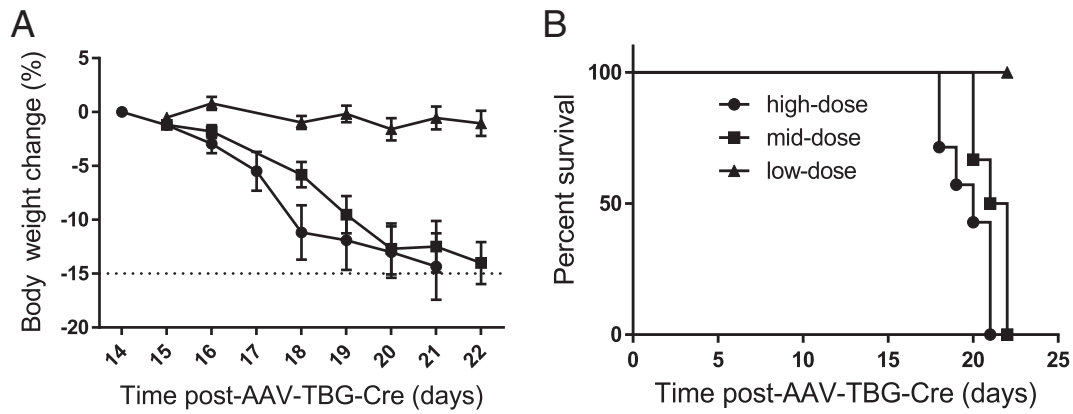 A
Body weight change (%)
5
0
-5
-10
-15
-20
14 15 16 17 18 19 20 21 22
Time post-AAV-TBG-Cre (days)
B
Percent survival
100
50
0
high-dose
mid-dose
low-dose
0 5 10 15 20 25
Time post-AAV-TBG-Cre (days)